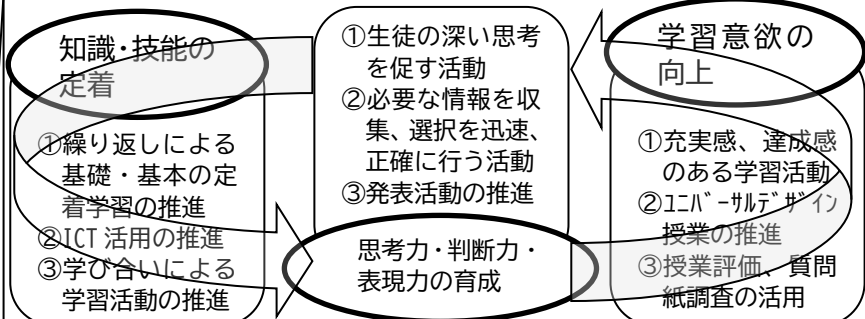 知識・技能の
定着
①繰り返しによる
基礎・基本の定
着学習の推進
②ICT 活用の推進
③学び合いによる
学習活動の推進
①生徒の深い思考
を促す活動
②必要な情報を収
集、選択を迅速、
正確に行う活動
③発表活動の推進
思考力・判断力・
表現力の育成
学習意欲の
向上
①充実感、達成感
のある学習活動
②ﾕﾆﾊﾞｰｻﾙﾃﾞｻﾞｲﾝ
授業の推進
③授業評価、質問
紙調査の活用